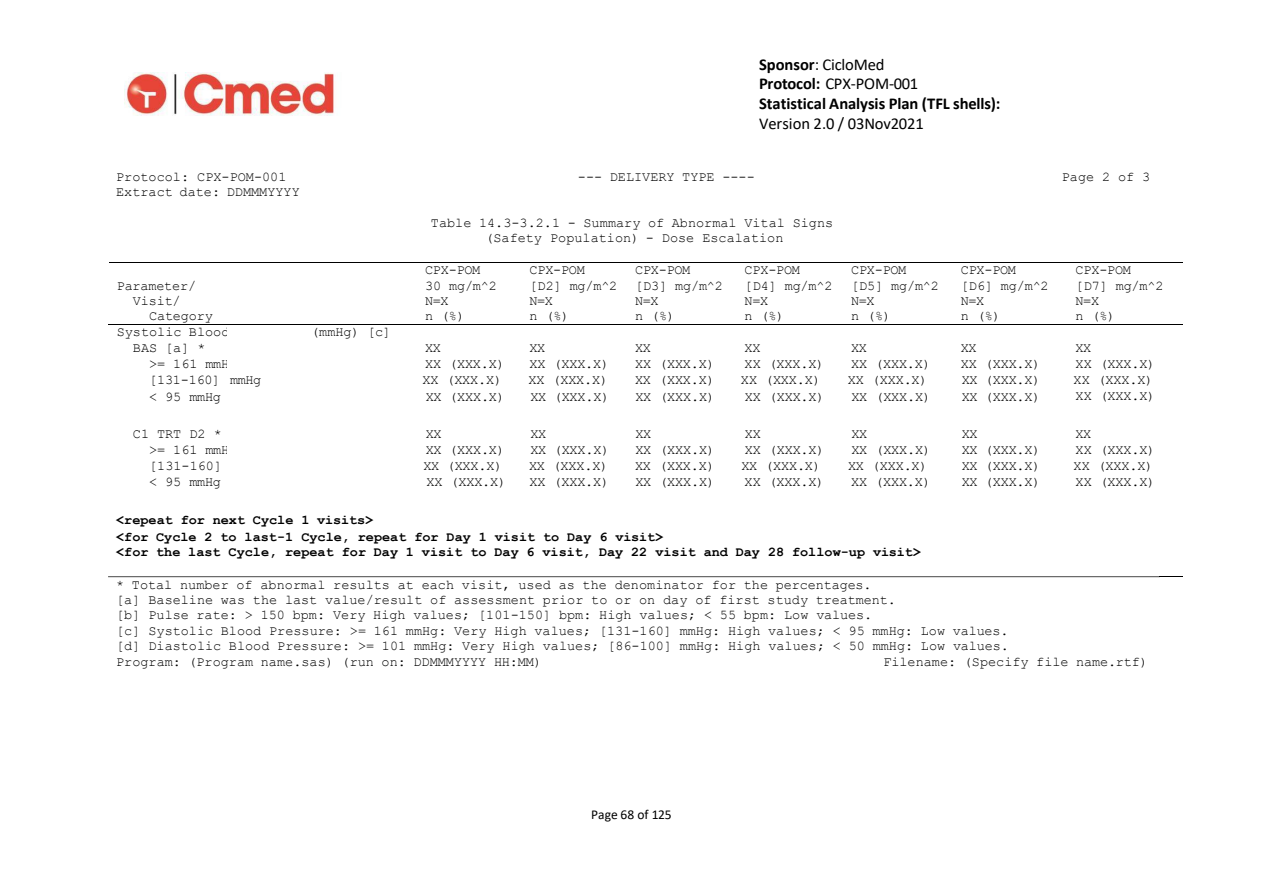 Cmed
Sponsor: CicloMed
Protocol: CPX-POM-001
Statistical Analysis Plan (TFL shells):
Version 2.0 / 03Nov2021
Protocol: CPX-POM-001 --- DELIVERY TYPE ---- Page 2 of 3
Extract date: DDMMMYYYY
Table 14.3-3.2.1 - Summary of Abnormal Vital Signs
(Safety Population) - Dose Escalation
CPX-POM CPX-POM CPX-POM CPX-POM CPX-POM CPX-POM CPX-POM
Parameter/ 30 mg/m^2 [D2] mg/m^2 [D3] mg/m^2 [D4] mg/m^2 [D5] mg/m^2 [D6] mg/m^2 [D7] mg/m^2
Visit/ N=X N=X N=X N=X N=X N=X N=X
Category n (%) n (%) n (%) n (%) n (%) n (%) n (%)
Systolic Blood (mmHg) [c]
BAS [a] * XX XX XX XX XX XX XX
>= 161 mmH XX (XXX.X) XX (XXX.X) XX (XXX.X) XX (XXX.X) XX (XXX.X) XX (XXX.X) XX (XXX.X)
[131-160] mmHg XX (XXX.X) XX (XXX.X) XX (XXX.X) XX (XXX.X) XX (XXX.X) XX (XXX.X) XX (XXX.X)
< 95 mmHg XX (XXX.X) XX (XXX.X) XX (XXX.X) XX (XXX.X) XX (XXX.X) XX (XXX.X) XX (XXX.X)
C1 TRT D2 * XX XX XX XX XX XX XX
>= 161 mmH XX (XXX.X) XX (XXX.X) XX (XXX.X) XX (XXX.X) XX (XXX.X) XX (XXX.X) XX (XXX.X)
[131-160] XX (XXX.X) XX (XXX.X) XX (XXX.X) XX (XXX.X) XX (XXX.X) XX (XXX.X) XX (XXX.X)
< 95 mmHg XX (XXX.X) XX (XXX.X) XX (XXX.X) XX (XXX.X) XX (XXX.X) XX (XXX.X) XX (XXX.X)
<repeat for next Cycle 1 visits>
<for Cycle 2 to last-1 Cycle, repeat for Day 1 visit to Day 6 visit>
<for the last Cycle, repeat for Day 1 visit to Day 6 visit, Day 22 visit and Day 28 follow-up visit>
* Total number of abnormal results at each visit, used as the denominator for the percentages.
[a] Baseline was the last value/result of assessment prior to or on day of first study treatment.
[b] Pulse rate: > 150 bpm: Very High values; [101-150] bpm: High values; < 55 bpm: Low values.
[c] Systolic Blood Pressure: >= 161 mmHg: Very High values; [131-160] mmHg: High values; < 95 mmHg: Low values.
[d] Diastolic Blood Pressure: >= 101 mmHg: Very High values; [86-100] mmHg: High values; < 50 mmHg: Low values.
Program: (Program name.sas) (run on: DDMMMYYYY HH:MM) Filename: (Specify file name.rtf)
Page 68 of 125